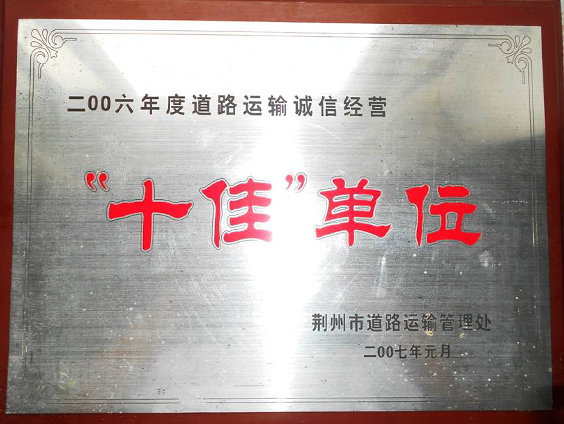 二00六年度道路运输诚信经营
“十佳”单位
荆州市道路运输管理处
二00七年元月